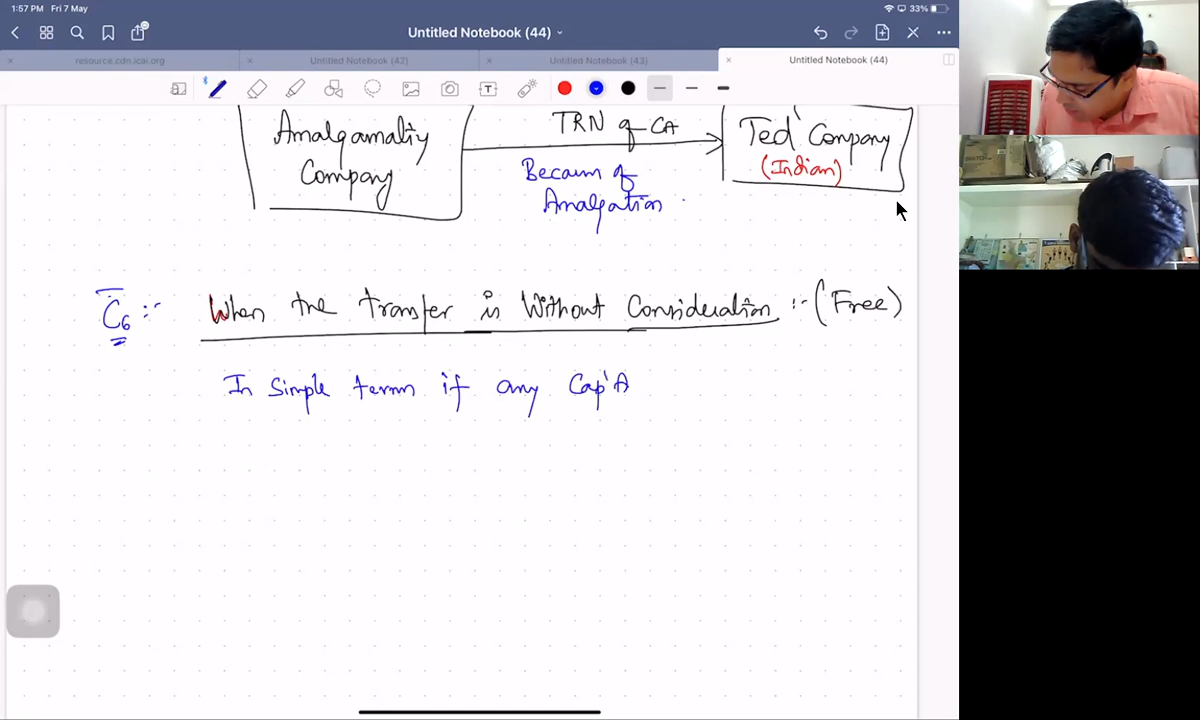 1:57 PM Fri 7 May
33%
Untitled Notebook (44)
resource.cdn.icai.org
Untitled Notebook (42)
Untitled Notebook (43)
Untitled Notebook (44)
Amalgamatiy
Company
TRN of CA
Becaum of
Amalgation
Ted Company
(Indian)
C6 :- When the transfer is Without Consideration :- (Free)
In Simple term if any Cap'A